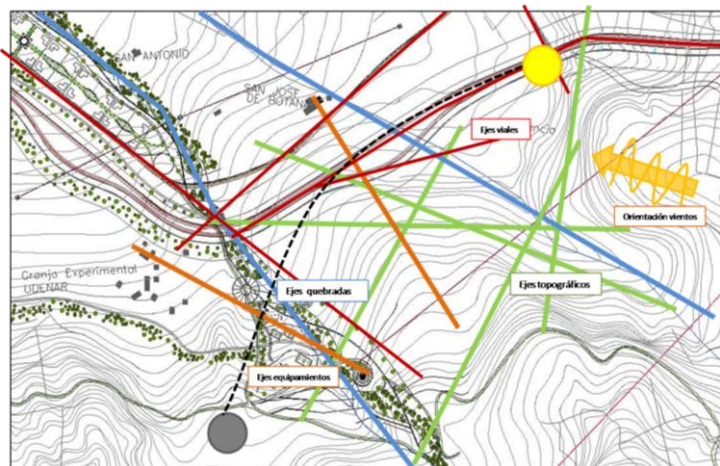 SAN ANTONIO
SAN JOSE
DE BOTANA
Ejes viales
Orientación vientos
Granja Experimental
UDENAR
Ejes quebradas
Ejes topográficos
Ejes equipamientos